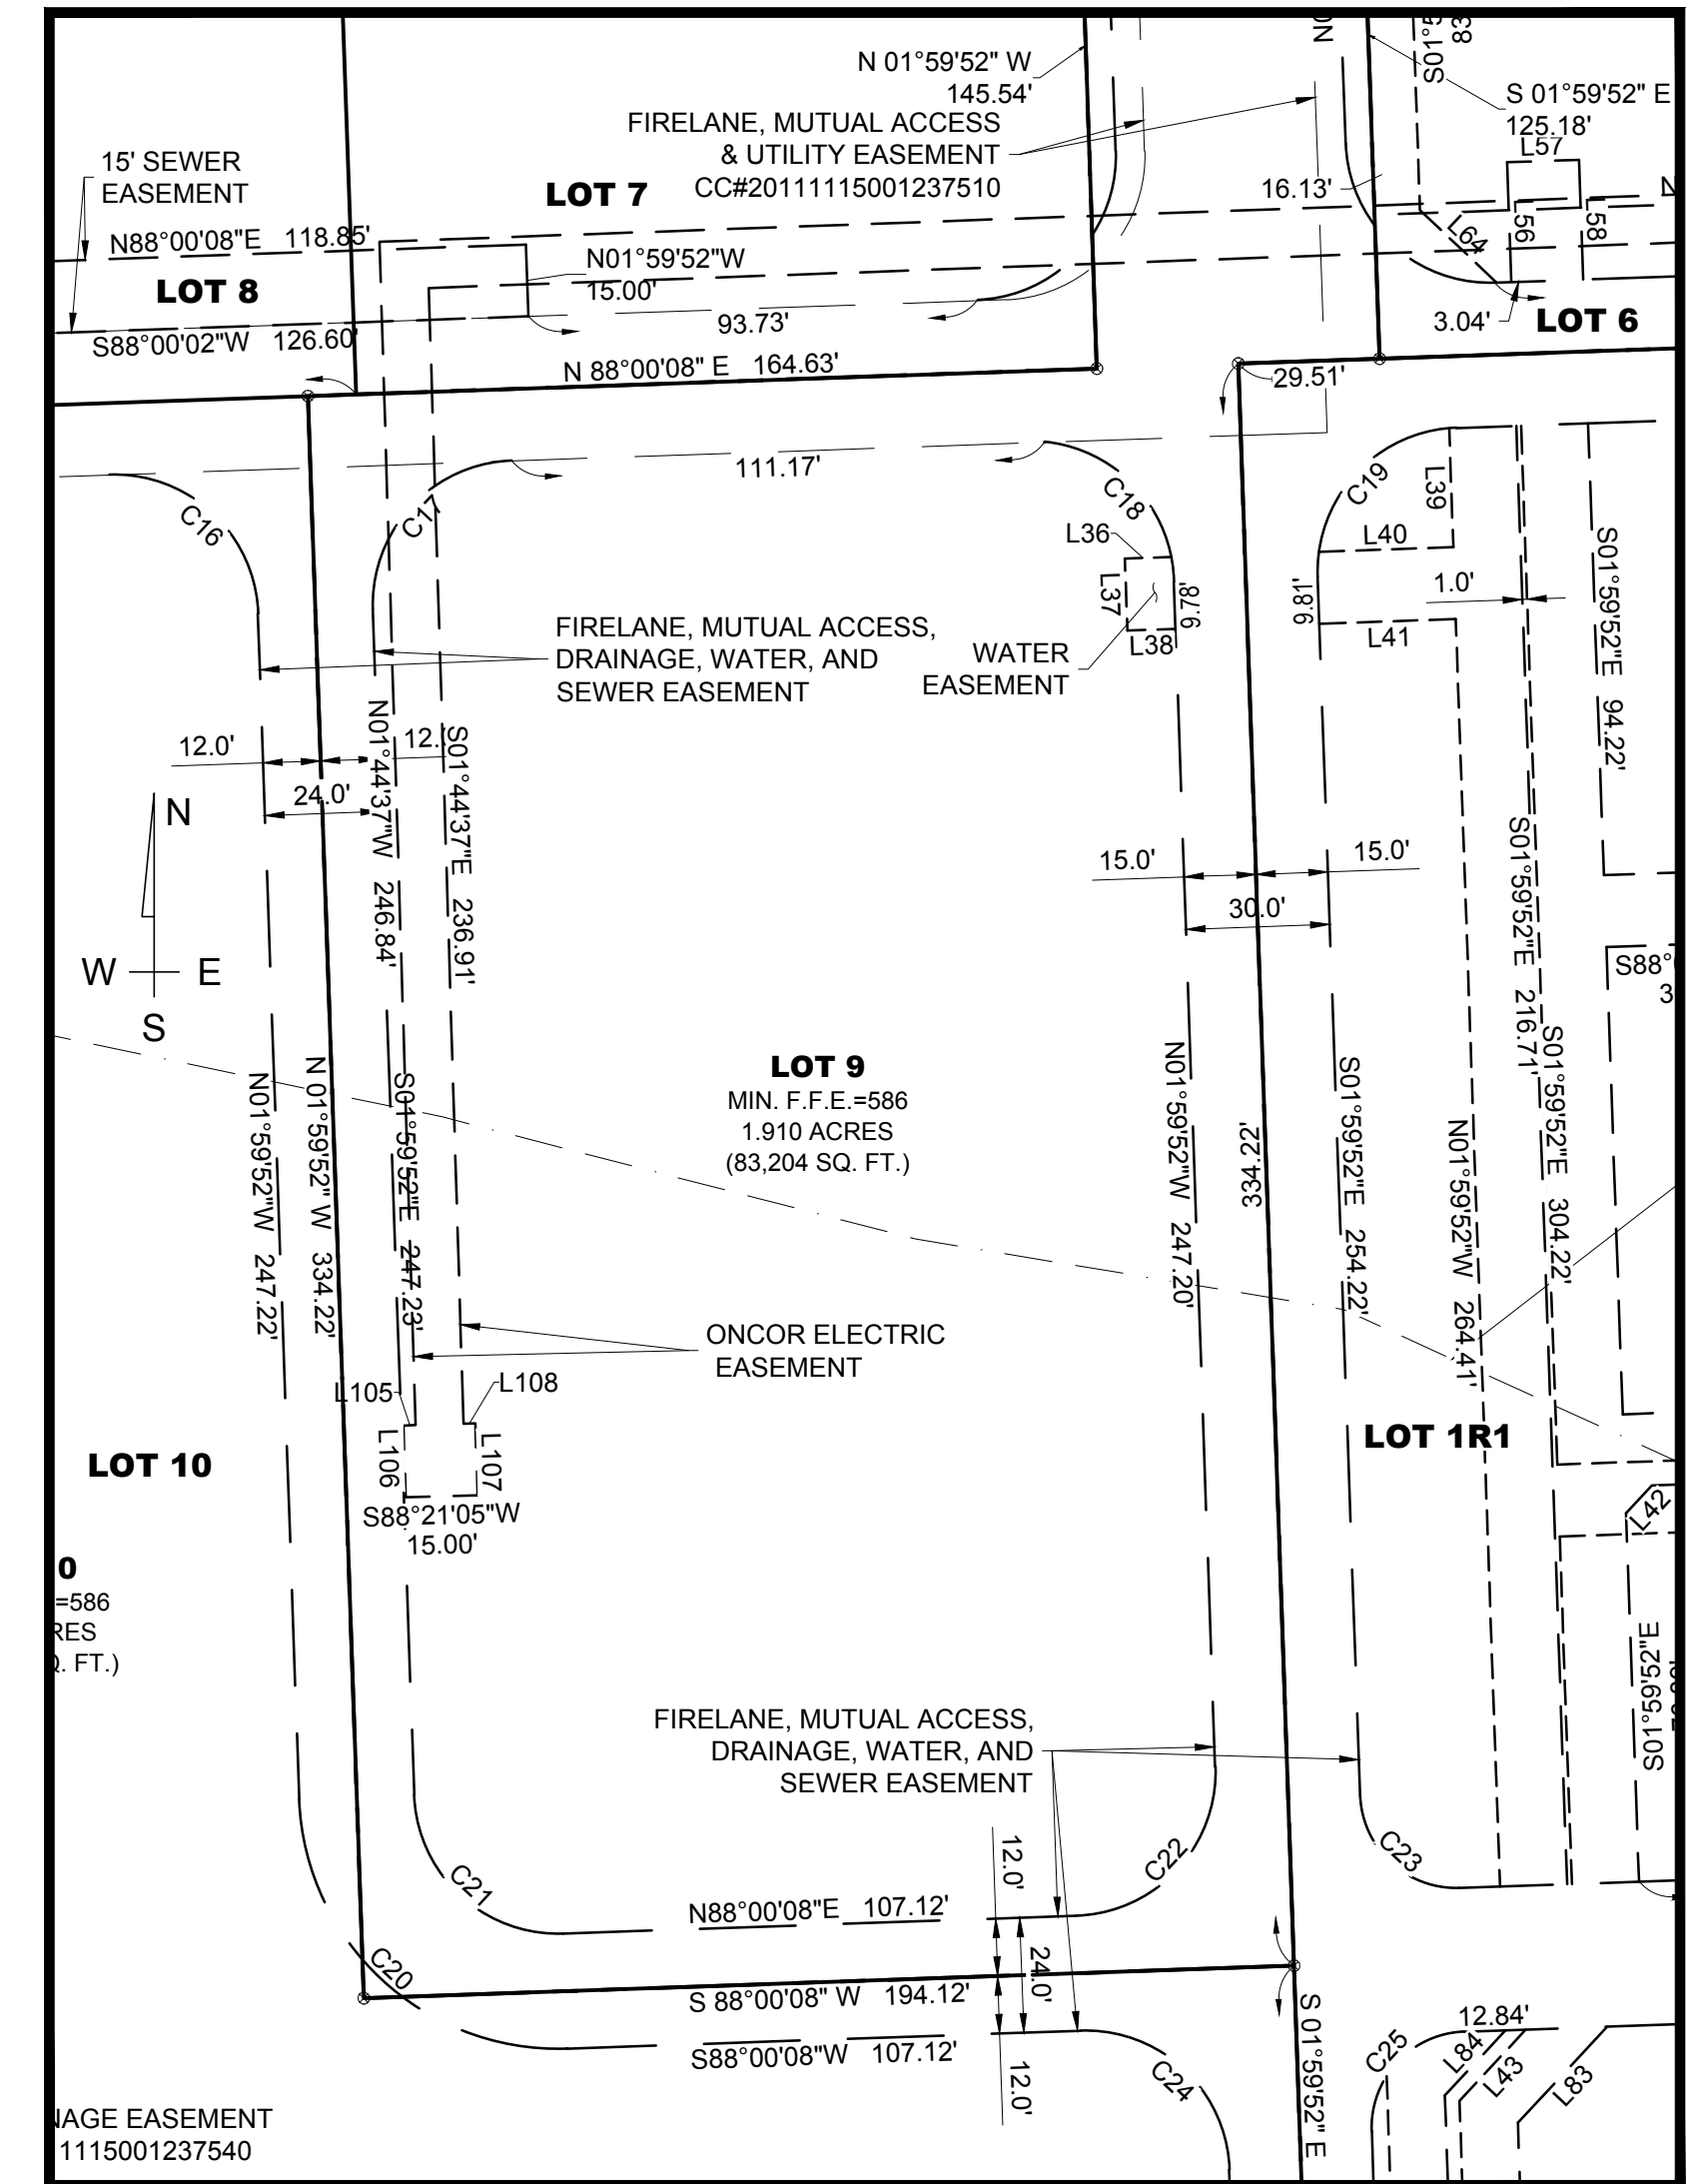 N 01°59'52" W
145.54'
FIRELANE, MUTUAL ACCESS
& UTILITY EASEMENT
CC#20111115001237510
S 01°59'52" E
125.18'
L57
15' SEWER
EASEMENT
LOT 7
16.13'
N88°00'08"E 118.85'
N01°59'52"W
15.00'
L64
L56
L58
LOT 8
93.73'
3.04'
LOT 6
S88°00'02"W 126.60'
N 88°00'08" E 164.63'
29.51'
111.17'
C16
C17
C18
C19
L39
L36
L40
L37
9.78'
9.81'
1.0'
L38
L41
S01°59'52"E 94.22'
FIRELANE, MUTUAL ACCESS,
DRAINAGE, WATER, AND
SEWER EASEMENT
WATER
EASEMENT
12.0'
12.
24.0'
N01°44'37"W 246.84'
S01°44'37"E 236.91'
N
W E
S
15.0'
15.0'
30.0'
S01°59'52"E 216.71'
S88°
3
LOT 9
MIN. F.F.E.=586
1.910 ACRES
(83,204 SQ. FT.)
N01°59'52"W 247.22'
N 01°59'52" W 334.22'
S01°59'52"E 247.23'
N01°59'52"W 247.20'
334.22'
S01°59'52"E 254.22'
N01°59'52"W 264.41'
S01°59'52"E 304.22'
ONCOR ELECTRIC
EASEMENT
L105
L108
L106
L107
S88°21'05"W
15.00'
LOT 10
LOT 1R1
L42
0
=586
RES
Q. FT.)
S01°59'52"E
FIRELANE, MUTUAL ACCESS,
DRAINAGE, WATER, AND
SEWER EASEMENT
C21
C22
C23
12.0'
N88°00'08"E 107.12'
24.0'
C20
S 88°00'08" W 194.12'
S88°00'08"W 107.12'
12.0'
S 01°59'52" E
C24
C25
12.84'
L84
L43
L83
NAGE EASEMENT
1115001237540